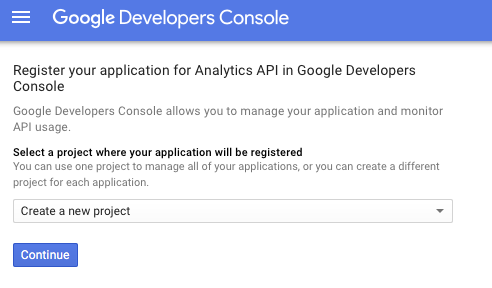 Google Developers Console
Register your application for Analytics API in Google Developers
Console
Google Developers Console allows you to manage your application and monitor
API usage.
Select a project where your application will be registered
You can use one project to manage all of your applications, or you can create a different
project for each application.
Create a new project
Continue